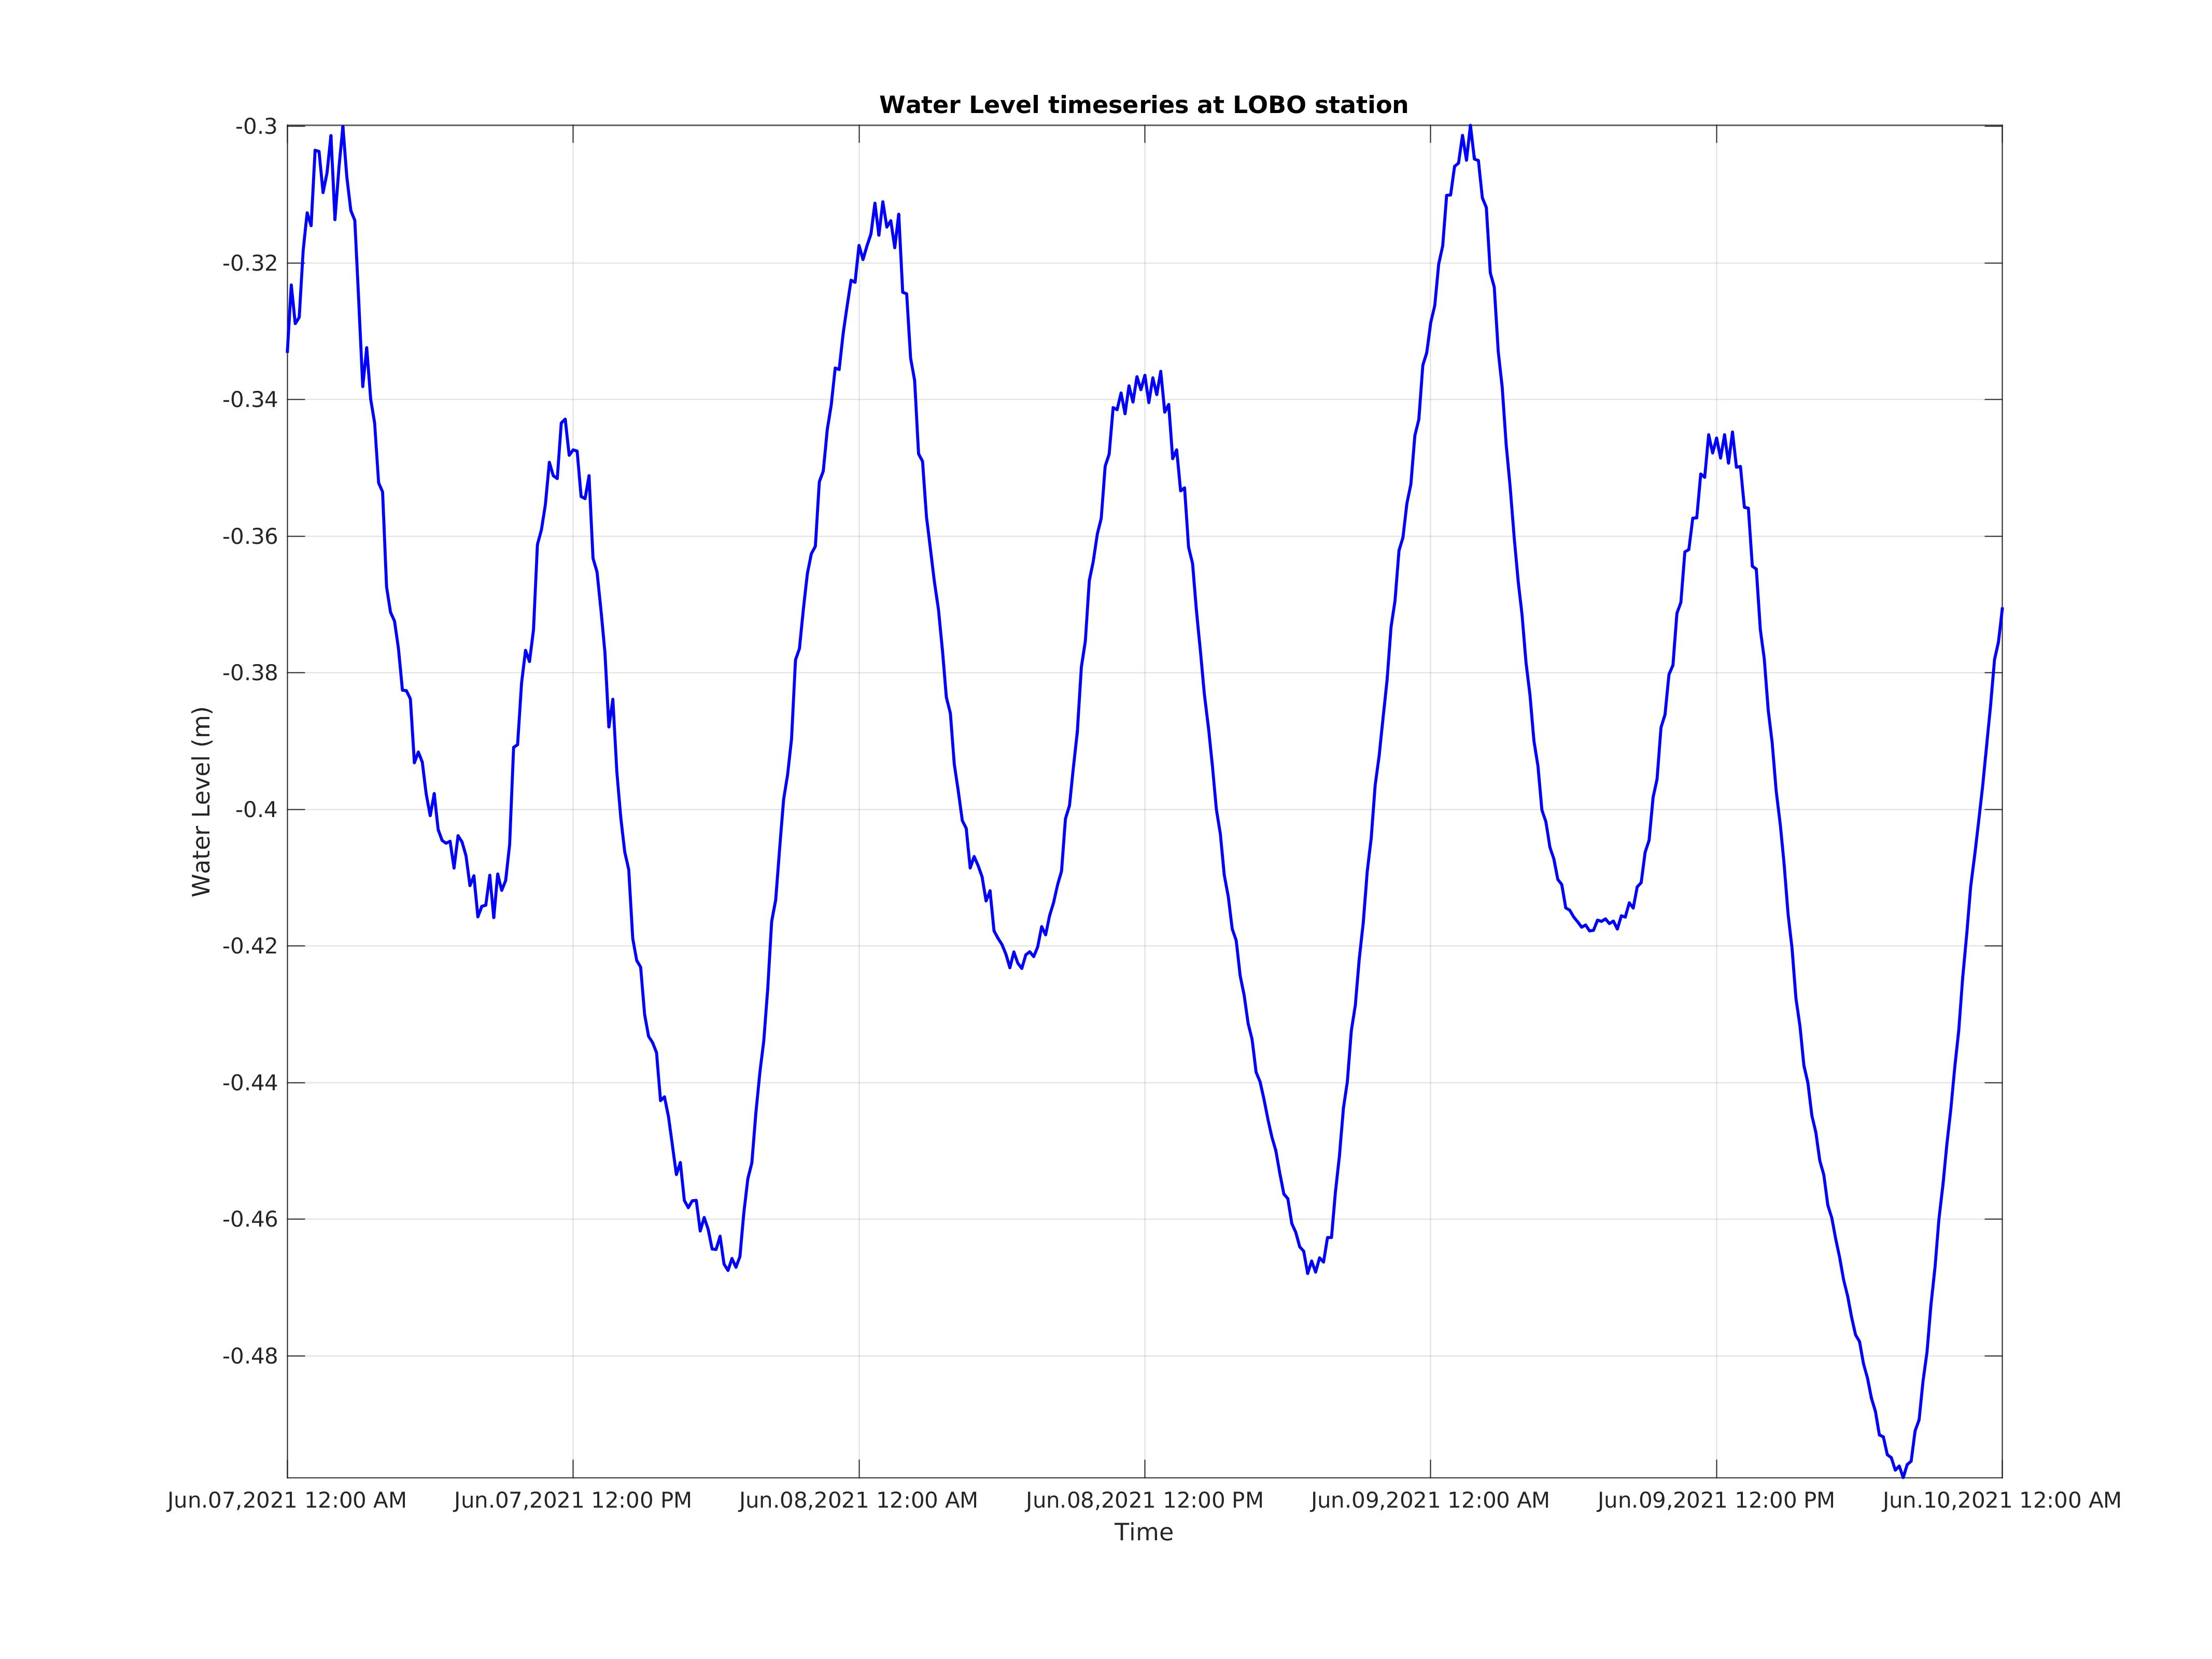 Water Level timeseries at LOBO station
-0.3
-0.32
-0.34
-0.36
-0.38
-0.4
-0.42
-0.44
-0.46
-0.48
Water Level (m)
Jun.07,2021 12:00 AM Jun.07,2021 12:00 PM Jun.08,2021 12:00 AM Jun.08,2021 12:00 PM Jun.09,2021 12:00 AM Jun.09,2021 12:00 PM Jun.10,2021 12:00 AM
Time